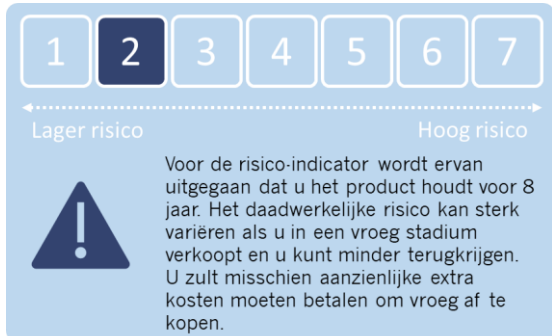 1 2 3 4 5 6 7
Lager risico Hoog risico
Voor de risico-indicator wordt ervan
uitgegaan dat u het product houdt voor 8
jaar. Het daadwerkelijke risico kan sterk
variëren als u in een vroeg stadium
verkoopt en u kunt minder terugkrijgen.
U zult misschien aanzienlijke extra
kosten moeten betalen om vroeg af te
kopen.